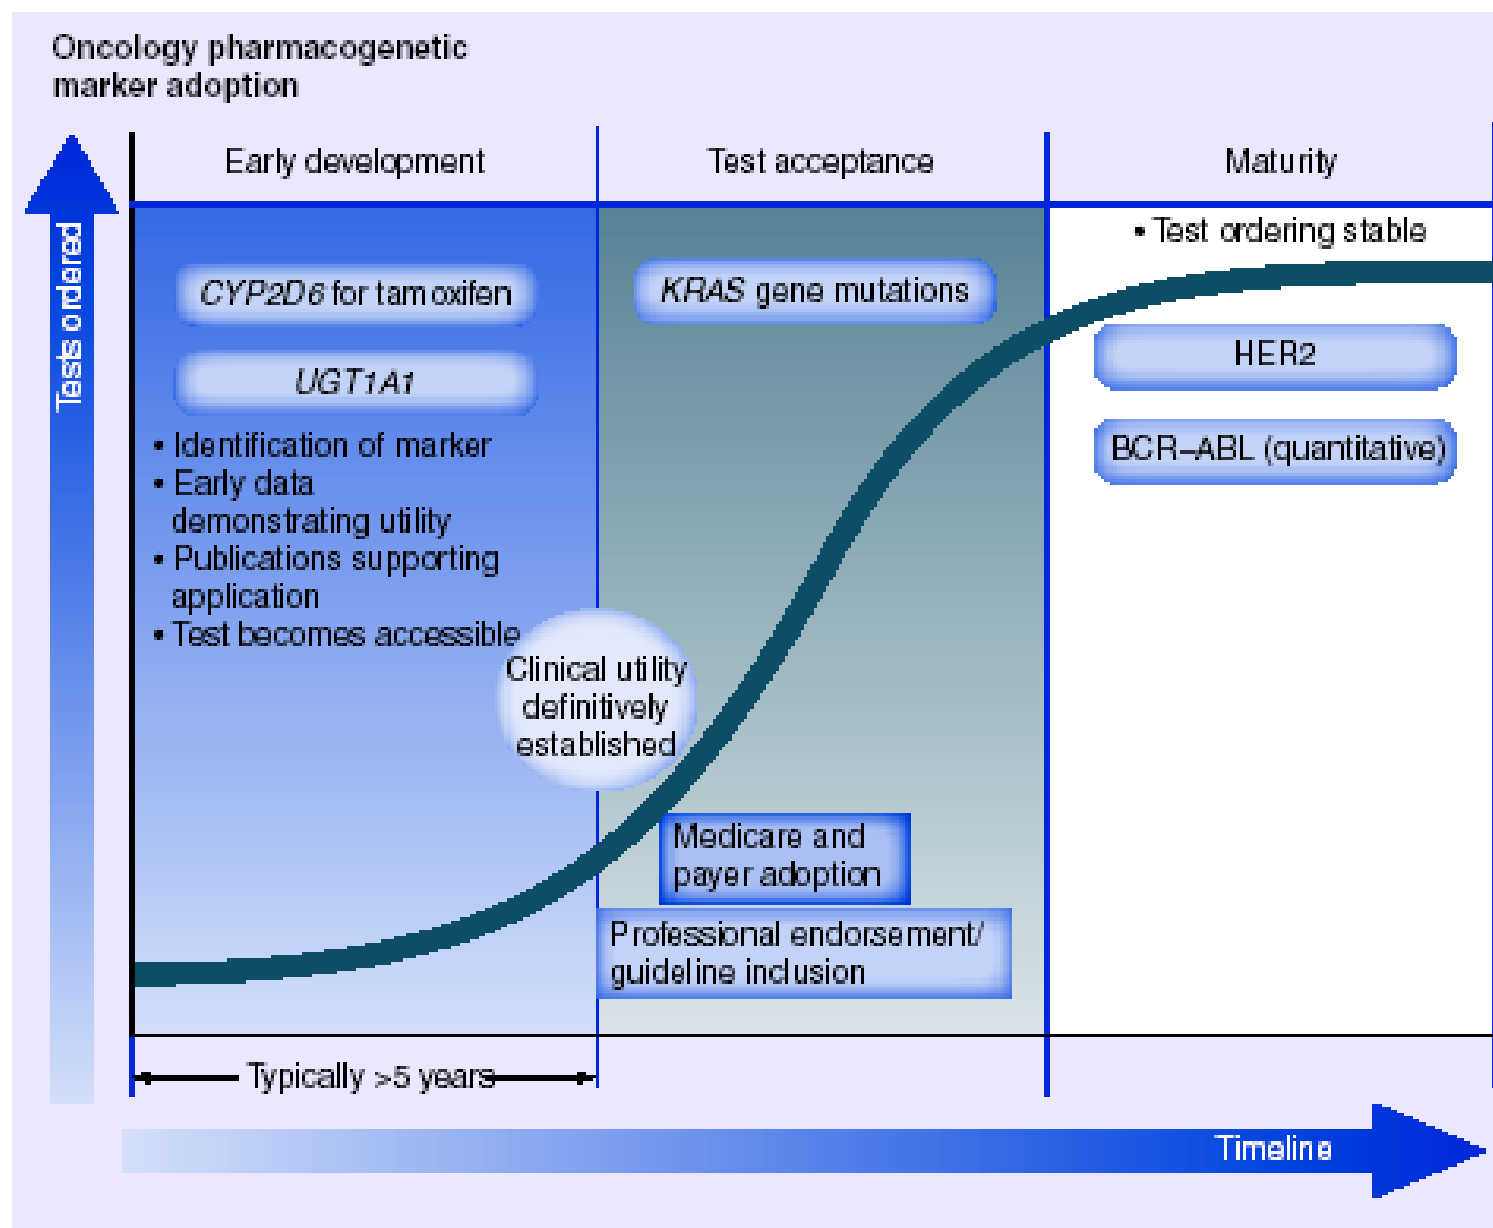 Oncology pharmacogenetic
marker adoption
Early development
Test acceptance
Maturity
Tests ordered
CYP2D6 for tamoxifen
UGT1A1
• Identification of marker
• Early data
demonstrating utility
• Publications supporting
application
• Test becomes accessible
Clinical utility
definitively
established
KRAS gene mutations
Medicare and
payer adoption
Professional endorsement/
guideline inclusion
• Test ordering stable
HER2
BCR–ABL (quantitative)
Typically >5 years
Timeline